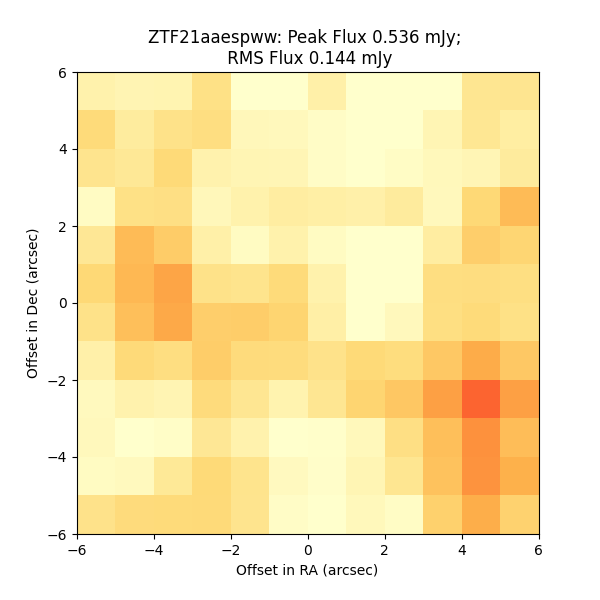 ZTF21aaespww: Peak Flux 0.536 mJy;
RMS Flux 0.144 mJy
6
4
2
0
−2
−4
−6
Offset in Dec (arcsec)
−6 −4 −2 0 2 4 6
Offset in RA (arcsec)